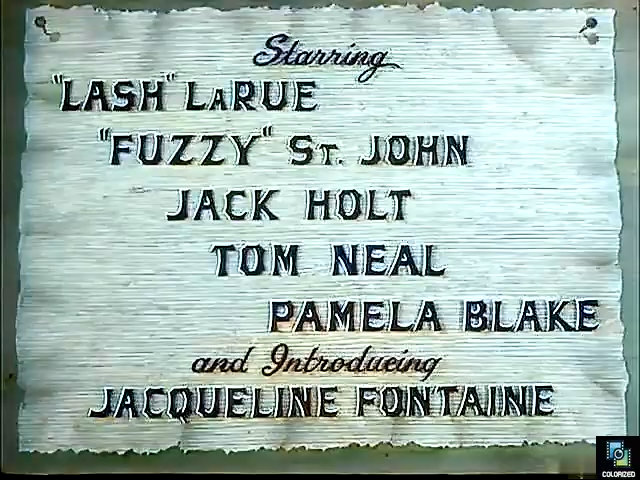 Starring
"LASH" LARUE
"FUZZY" ST. JOHN
JACK HOLT
TOM NEAL
PAMELA BLAKE
and Introducing
JACQUELINE FONTAINE
COLORIZED